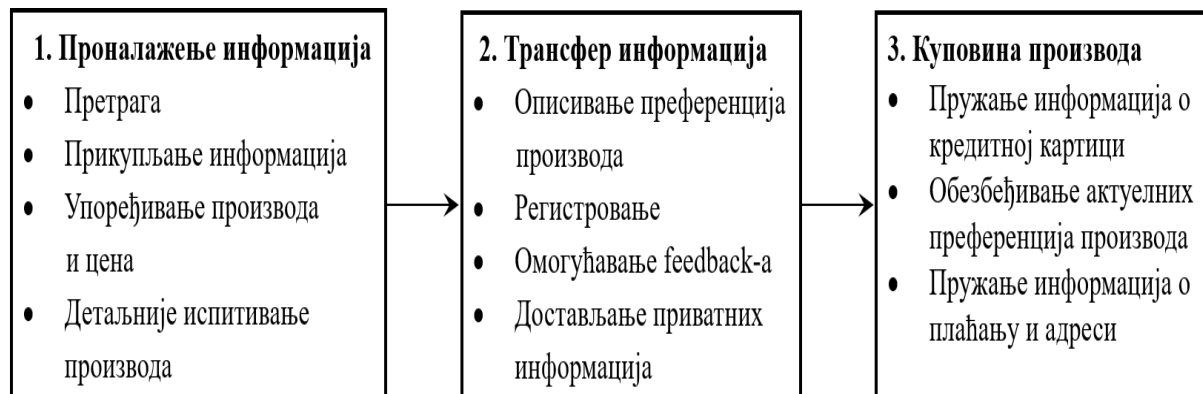 1. Проналажење информација
• Претрага
• Прикупљање информација
• Упоређивање производа
и цена
• Детаљније испитивање
производа
2. Трансфер информација
• Описивање преференција
производа
• Регистровање
• Омогућавање feedback-а
• Достављање приватних
информација
3. Куповина производа
• Пружање информација о
кредитној картици
• Обезбеђивање актуелних
преференција производа
• Пружање информација о
плаћању и адреси